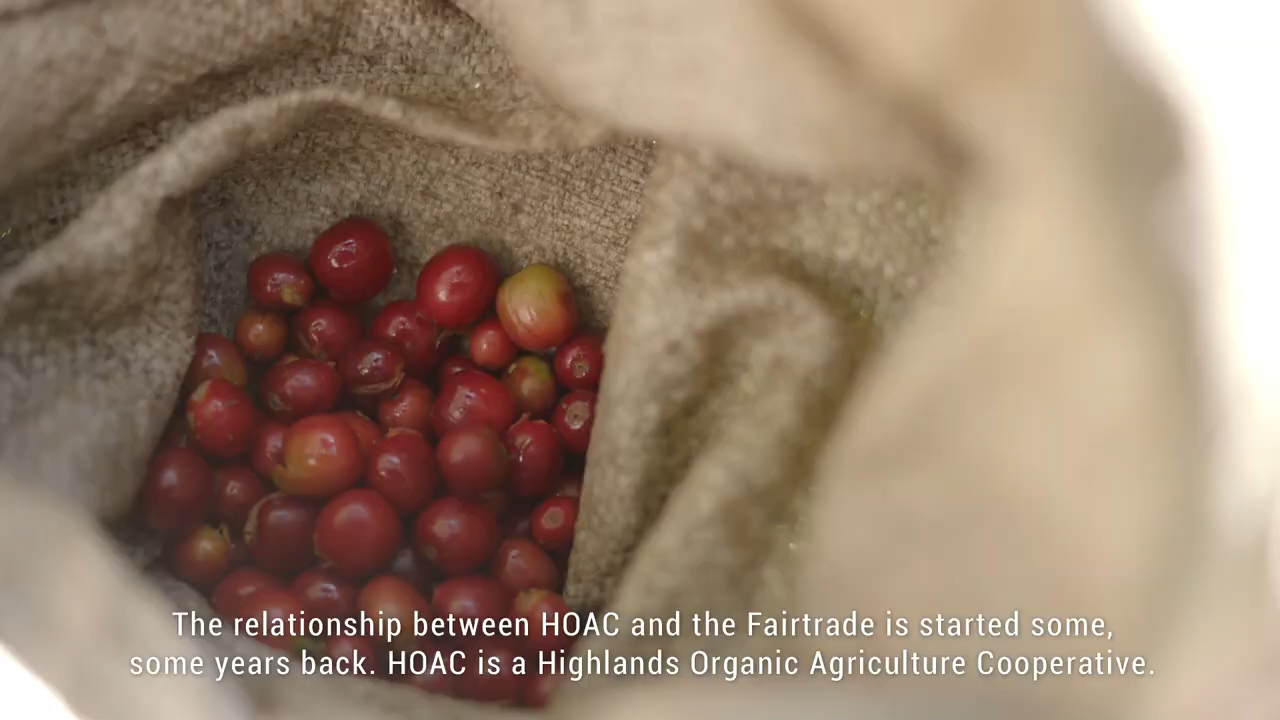 The relationship between HOAC and the Fairtrade is started some,
some years back. HOAC is a Highlands Organic Agriculture Cooperative.